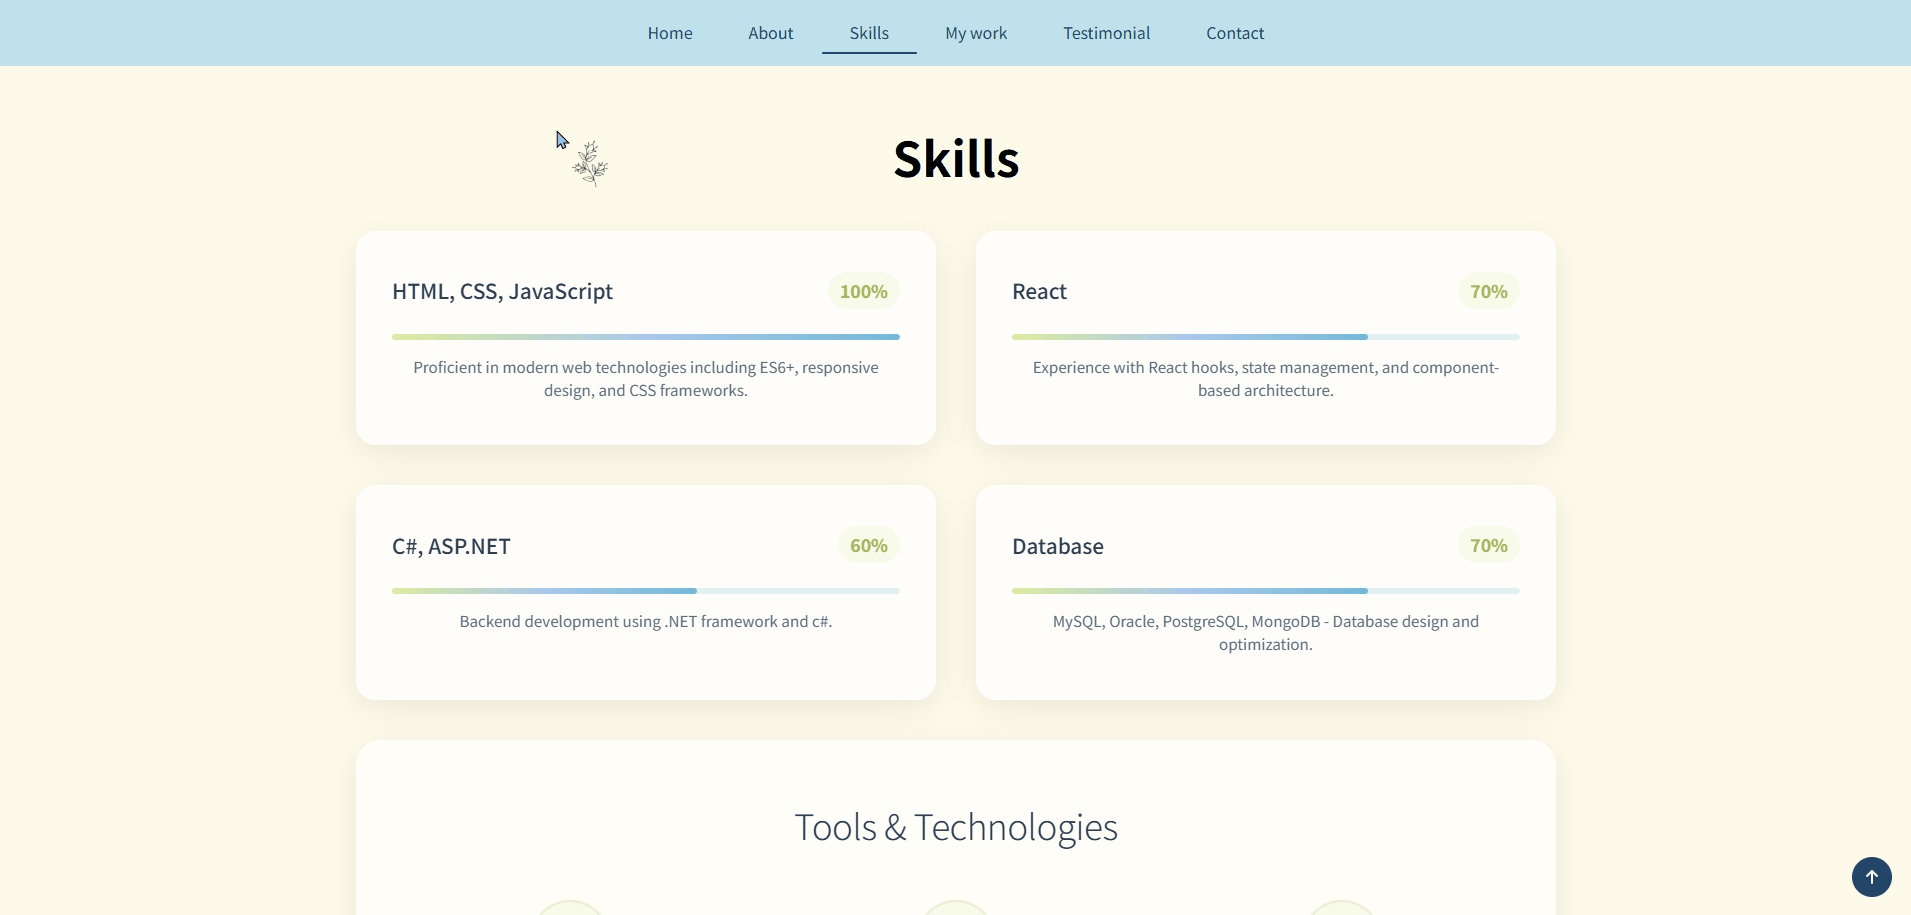 Home About Skills My work Testimonial Contact
Skills
HTML, CSS, JavaScript 100%
Proficient in modern web technologies including ES6+, responsive
design, and CSS frameworks.
React 70%
Experience with React hooks, state management, and component-
based architecture.
C#, ASP.NET 60%
Backend development using .NET framework and c#.
Database 70%
MySQL, Oracle, PostgreSQL, MongoDB - Database design and
optimization.
Tools & Technologies